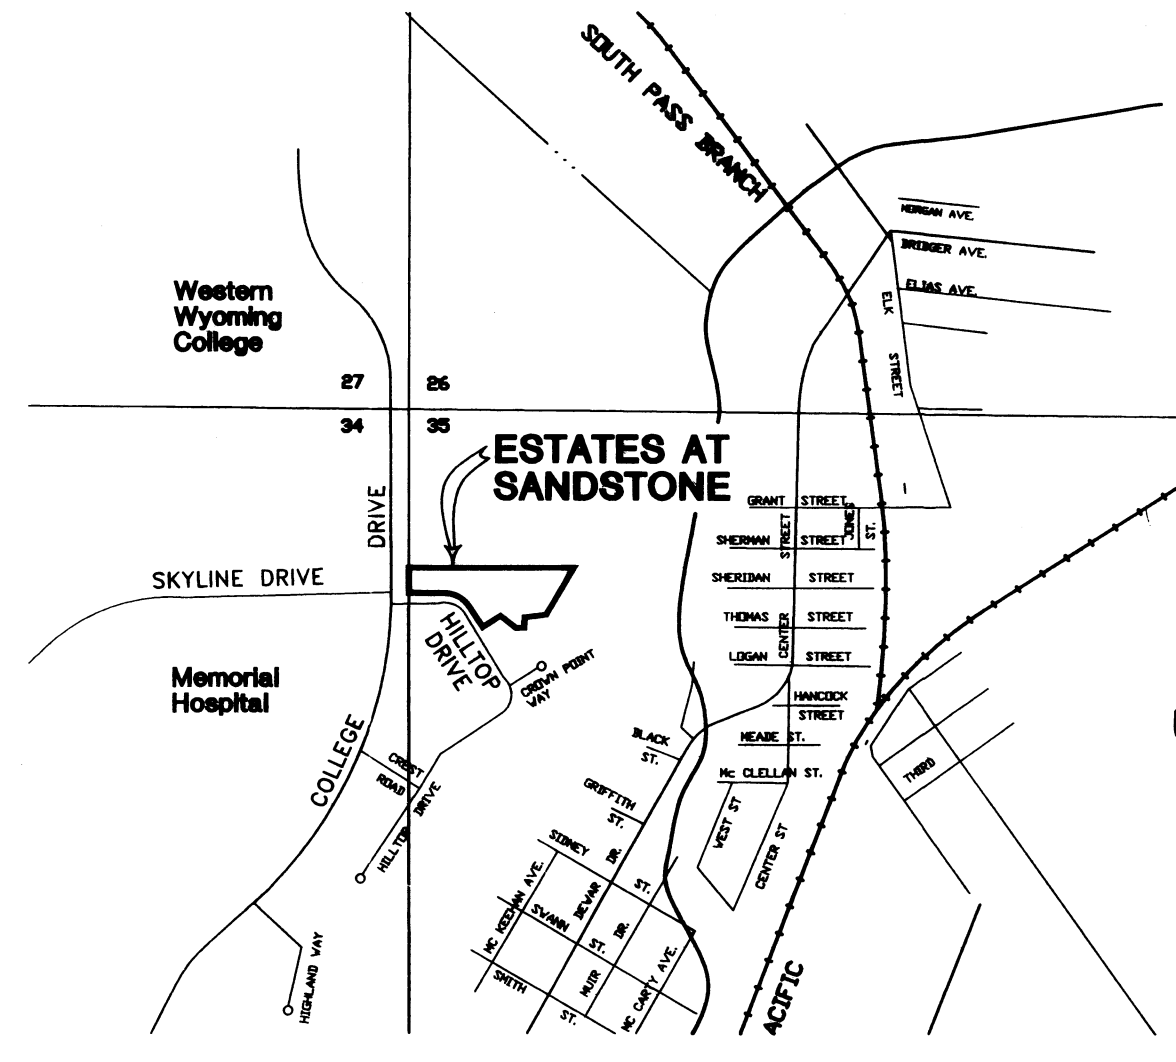 SOUTH PASS BRANCH
MORGAN AVE.
BRIDGER AVE.
ELIAS AVE.
ELK STREET
Western
Wyoming
College
27
26
34
35
ESTATES AT
SANDSTONE
DRIVE
COLLEGE
SKYLINE DRIVE
HILLTOP
DRIVE
CROWN POINT
WAY
Memorial
Hospital
CREST
ROAD
HILLTOP DRIVE
HIGHLAND WAY
GRANT STREET
JONES
ST.
SHERMAN STREET
SHERIDAN STREET
THOMAS STREET
LOGAN STREET
CENTER STREET
HANCOCK
STREET
MEADE ST.
Mc CLELLAN ST.
WEST ST
CENTER ST
THIRD
BLACK
ST.
GRIFFITH
ST.
SIDNEY ST.
DEWAR DR.
MC KEEHAN AVE.
SWANN ST.
MUIR DR.
SMITH ST.
MC CARTY AVE.
ACIFIC